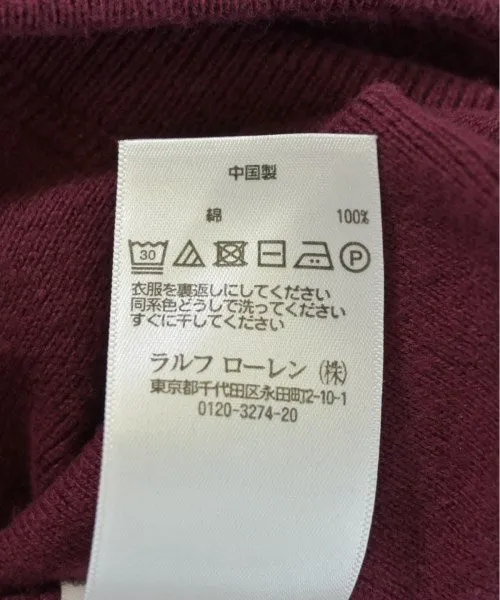 中国製
綿 100%
30 P
衣服を裏返しにしてください
同系色どうしで洗ってください
すぐに干してください
ラルフ ローレン (株)
東京都千代田区永田町2-10-1
0120-3274-20